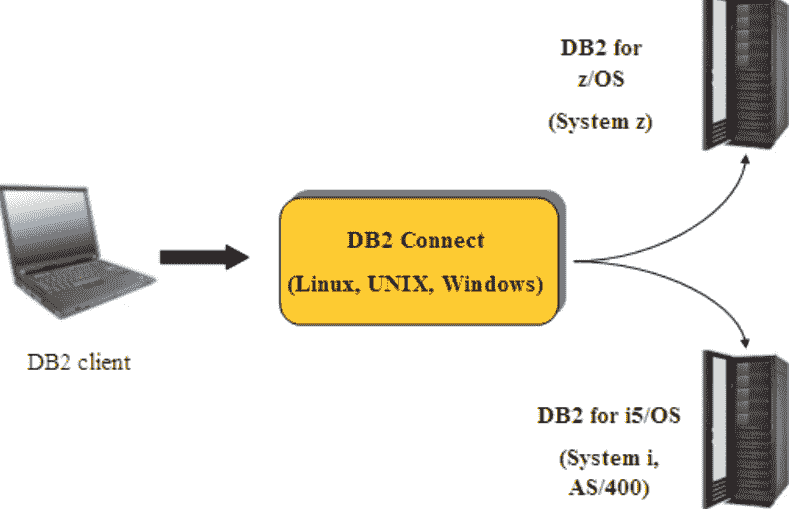 DB2 for
z/OS
(System z)
DB2 Connect
(Linux, UNIX, Windows)
DB2 client
DB2 for i5/OS
(System i,
AS/400)